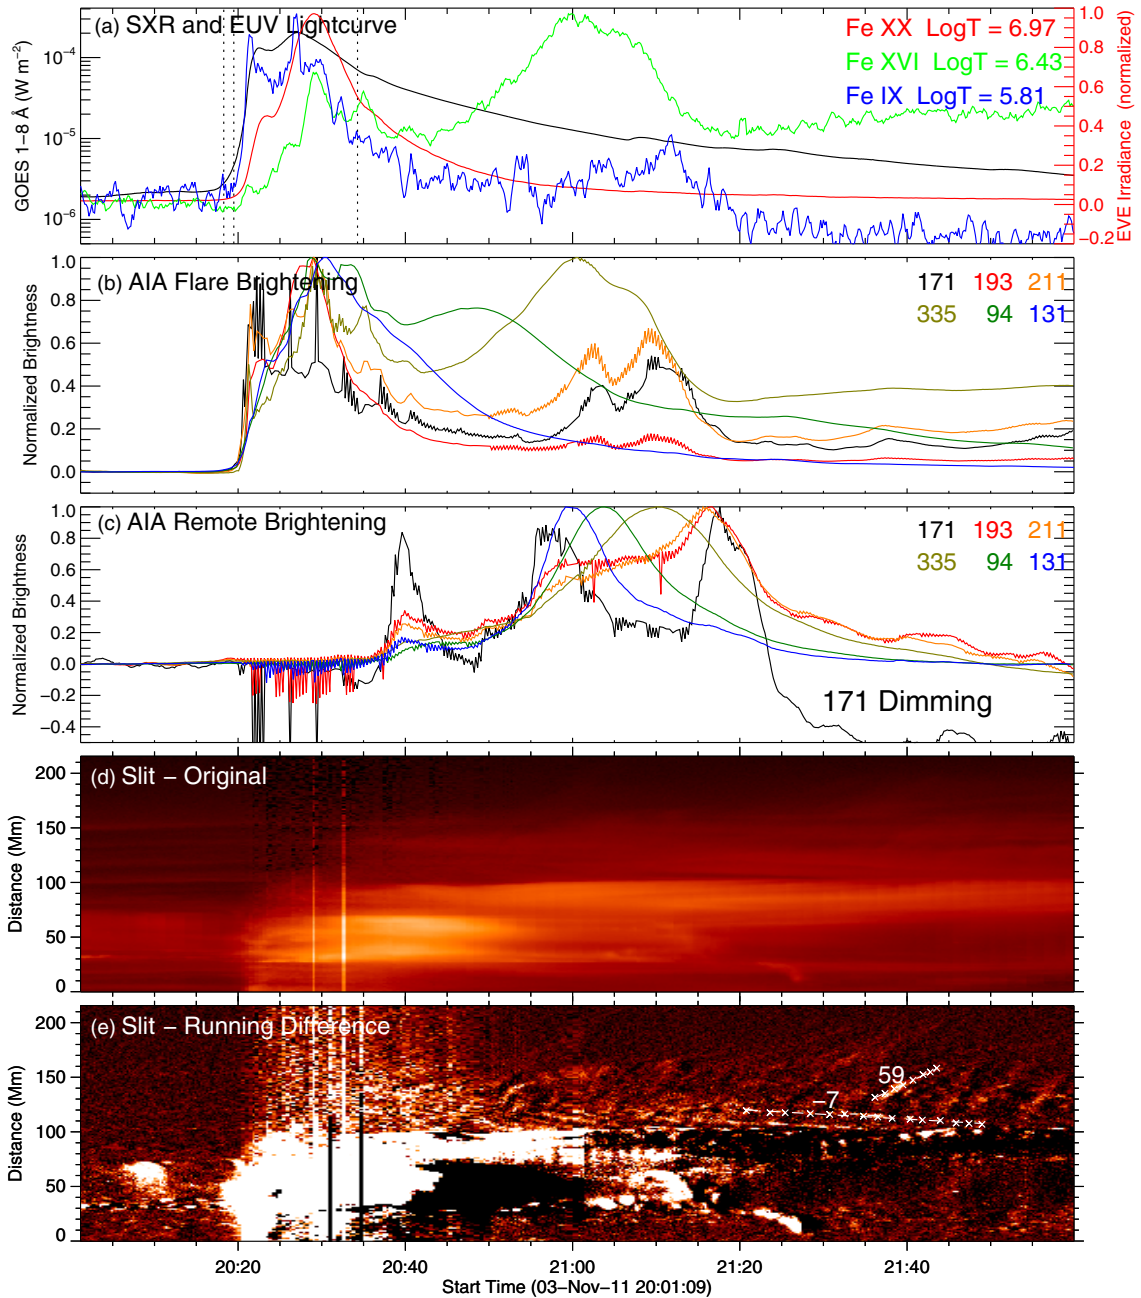 (a) SXR and EUV Lightcurve
Fe XX LogT = 6.97
Fe XVI LogT = 6.43
Fe IX LogT = 5.81
GOES 1−8 Å (W m−2)
10−4
10−5
10−6
1.0
0.8
0.6
0.4
0.2
0.0
−0.2
EVE Irradiance (normalized)
(b) AIA Flare Brightening
171 193 211
335 94 131
Normalized Brightness
1.0
0.8
0.6
0.4
0.2
0.0
(c) AIA Remote Brightening
171 193 211
335 94 131
171 Dimming
Normalized Brightness
1.0
0.8
0.6
0.4
0.2
0.0
−0.2
−0.4
(d) Slit − Original
Distance (Mm)
200
150
100
50
0
(e) Slit − Running Difference
59
−7
Distance (Mm)
200
150
100
50
0
20:20 20:40 21:00 21:20 21:40
Start Time (03−Nov−11 20:01:09)